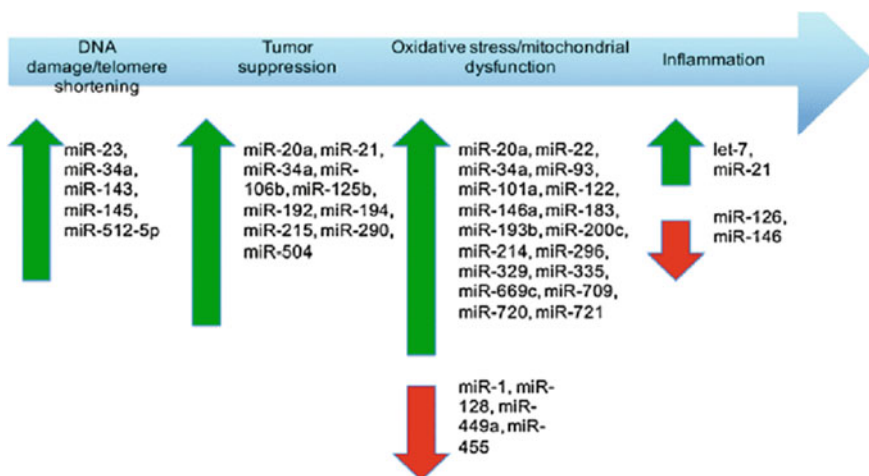 DNA
damage/telomere
shortening
Tumor
suppression
Oxidative stress/mitochondrial
dysfunction
Inflammation
miR-23,
miR-34a,
miR-143,
miR-145,
miR-512-5p
miR-20a, miR-21,
miR-34a, miR-
106b, miR-125b,
miR-192, miR-194,
miR-215, miR-290,
miR-504
miR-20a, miR-22,
miR-34a, miR-93,
miR-101a, miR-122,
miR-146a, miR-183,
miR-193b, miR-200c,
miR-214, miR-296,
miR-329, miR-335,
miR-669c, miR-709,
miR-720, miR-721
let-7,
miR-21
miR-126,
miR-146
miR-1, miR-
128, miR-
449a, miR-
455